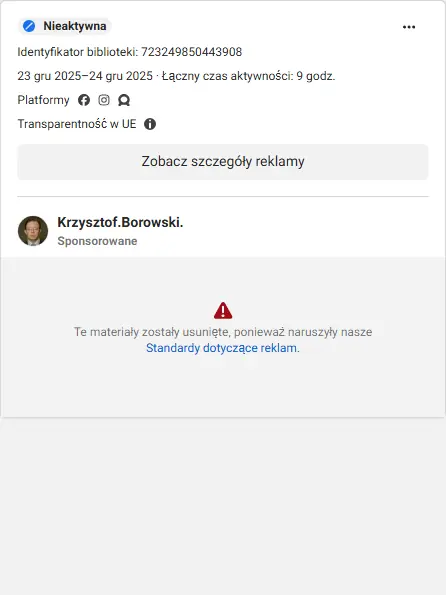 Nieaktywna
Identyfikator biblioteki: 723249850443908
23 gru 2025–24 gru 2025 · Łączny czas aktywności: 9 godz.
Platformy
Transparentność w UE
Zobacz szczegóły reklamy
Krzysztof.Borowski.
Sponsorowane
Te materiały zostały usunięte, ponieważ naruszyły nasze
Standardy dotyczące reklam.